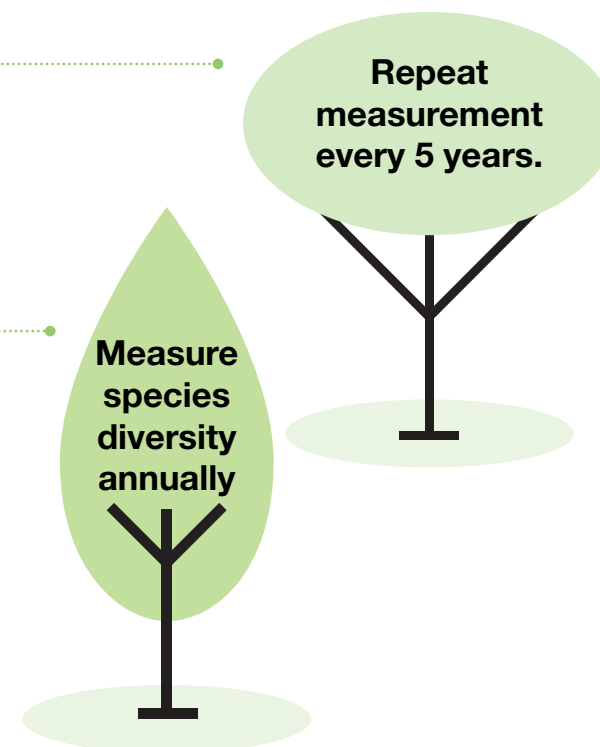 Repeat
measurement
every 5 years.
Measure
species
diversity
annually